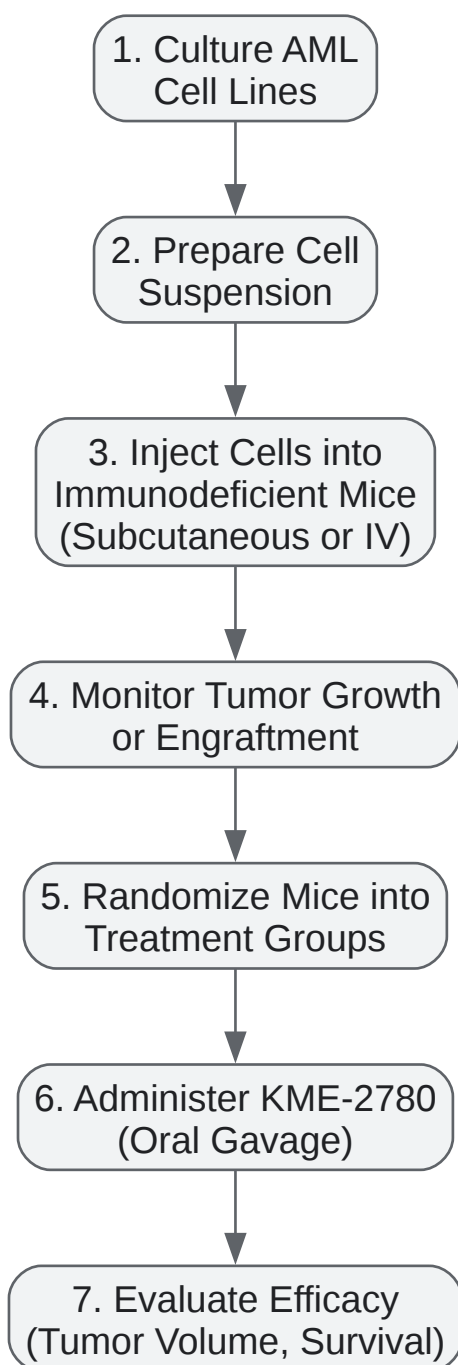 1. Culture AML
Cell Lines
2. Prepare Cell
Suspension
3. Inject Cells into
Immunodeficient Mice
(Subcutaneous or IV)
4. Monitor Tumor Growth
or Engraftment
5. Randomize Mice into
Treatment Groups
6. Administer KME-2780
(Oral Gavage)
7. Evaluate Efficacy
(Tumor Volume, Survival)